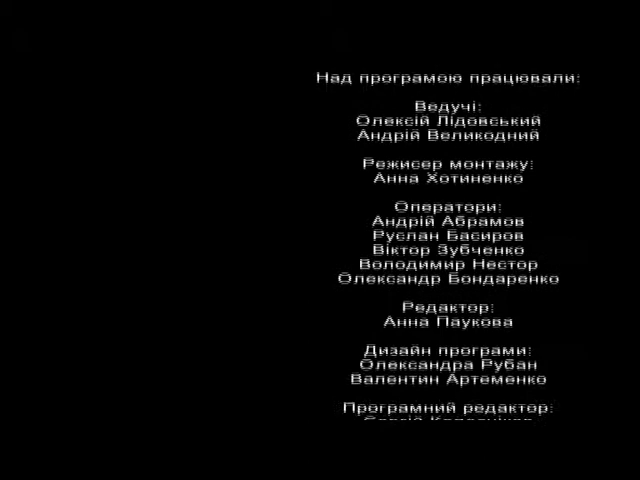 Над програмою працювали:
Ведучі:
Олексій Лідовський
Андрій Великодний
Режисер монтажу:
Анна Хотиненко
Оператори:
Андрій Абрамов
Руслан Басиров
Віктор Зубченко
Володимир Нестор
Олександр Бондаренко
Редактор:
Анна Паукова
Дизайн програми:
Олександра Рубан
Валентин Артеменко
Програмний редактор: